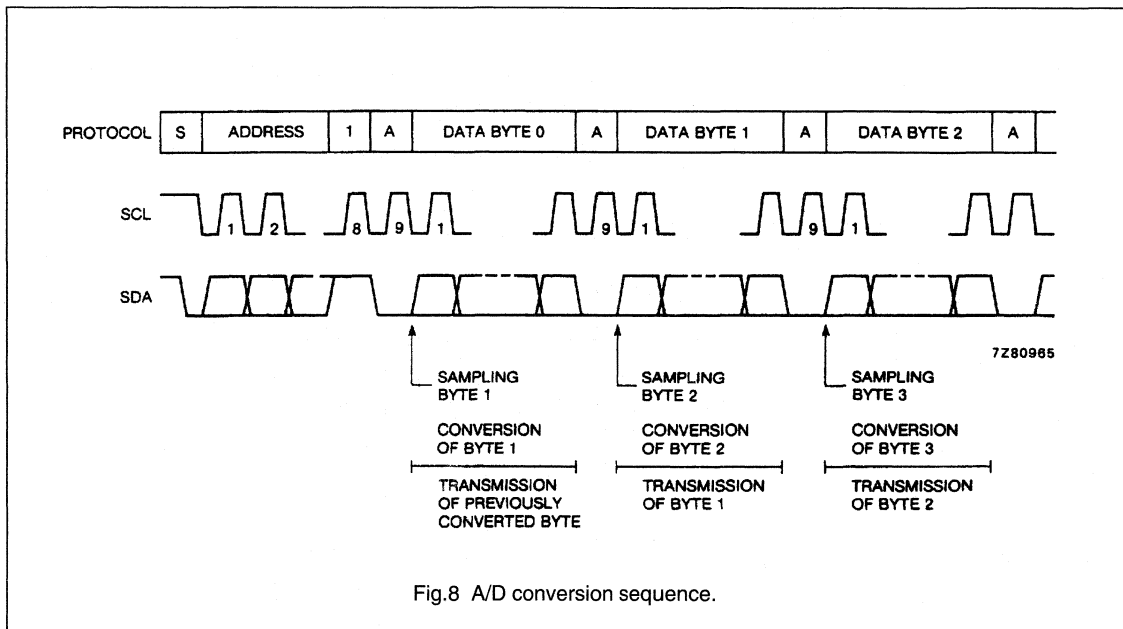 PROTOCOL S ADDRESS 1 A DATA BYTE 0 A DATA BYTE 1 A DATA BYTE 2 A
SCL 1 2 8 9 1 9 1 9 1
SDA
7Z80965
SAMPLING BYTE 1
SAMPLING BYTE 2
SAMPLING BYTE 3
CONVERSION OF BYTE 1
CONVERSION OF BYTE 2
CONVERSION OF BYTE 3
TRANSMISSION OF PREVIOUSLY CONVERTED BYTE
TRANSMISSION OF BYTE 1
TRANSMISSION OF BYTE 2
Fig.8 A/D conversion sequence.